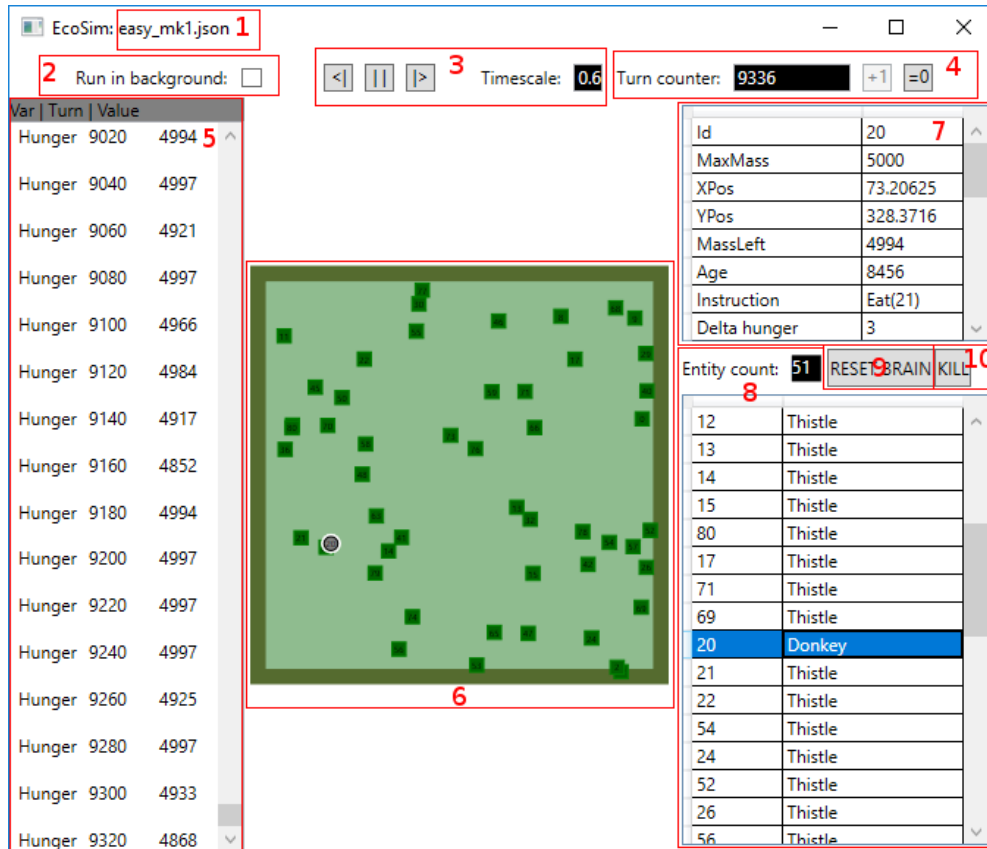 EcoSim: easy_mk1.json 1
2 Run in background:
<| || |> 3 Timescale: 0.6
Turn counter: 9336 +1 =0 4
Var | Turn | Value
5
Hunger 9020 4994
Hunger 9040 4997
Hunger 9060 4921
Hunger 9080 4997
Hunger 9100 4966
Hunger 9120 4984
Hunger 9140 4917
Hunger 9160 4852
Hunger 9180 4994
Hunger 9200 4997
Hunger 9220 4997
Hunger 9240 4997
Hunger 9260 4925
Hunger 9280 4997
Hunger 9300 4933
Hunger 9320 4868
6
7
Id 20
MaxMass 5000
XPos 73.20625
YPos 328.3716
MassLeft 4994
Age 8456
Instruction Eat(21)
Delta hunger 3
Entity count: 51 RESET BRAIN KILL
8 9 10
12 Thistle
13 Thistle
14 Thistle
15 Thistle
80 Thistle
17 Thistle
71 Thistle
69 Thistle
20 Donkey
21 Thistle
22 Thistle
54 Thistle
24 Thistle
52 Thistle
26 Thistle
56 Thistle